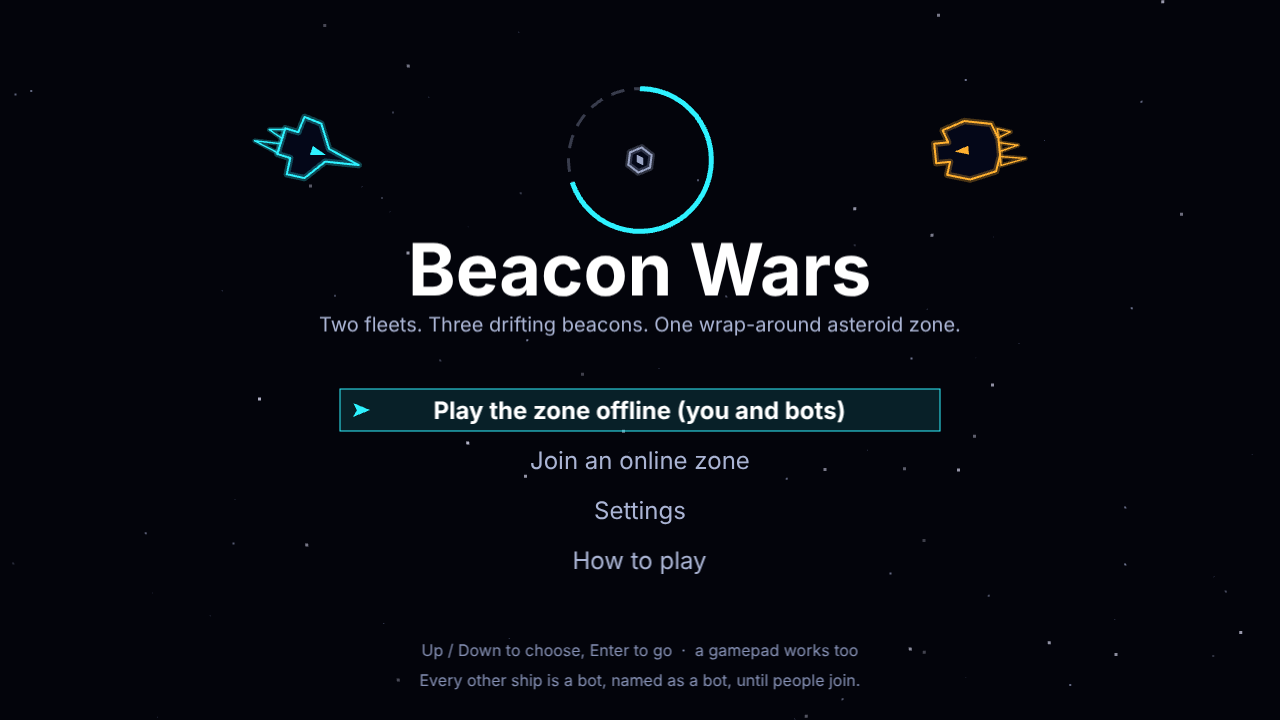 Beacon Wars
Two fleets. Three drifting beacons. One wrap-around asteroid zone.
Play the zone offline (you and bots)
Join an online zone
Settings
How to play
Up / Down to choose, Enter to go · a gamepad works too
Every other ship is a bot, named as a bot, until people join.